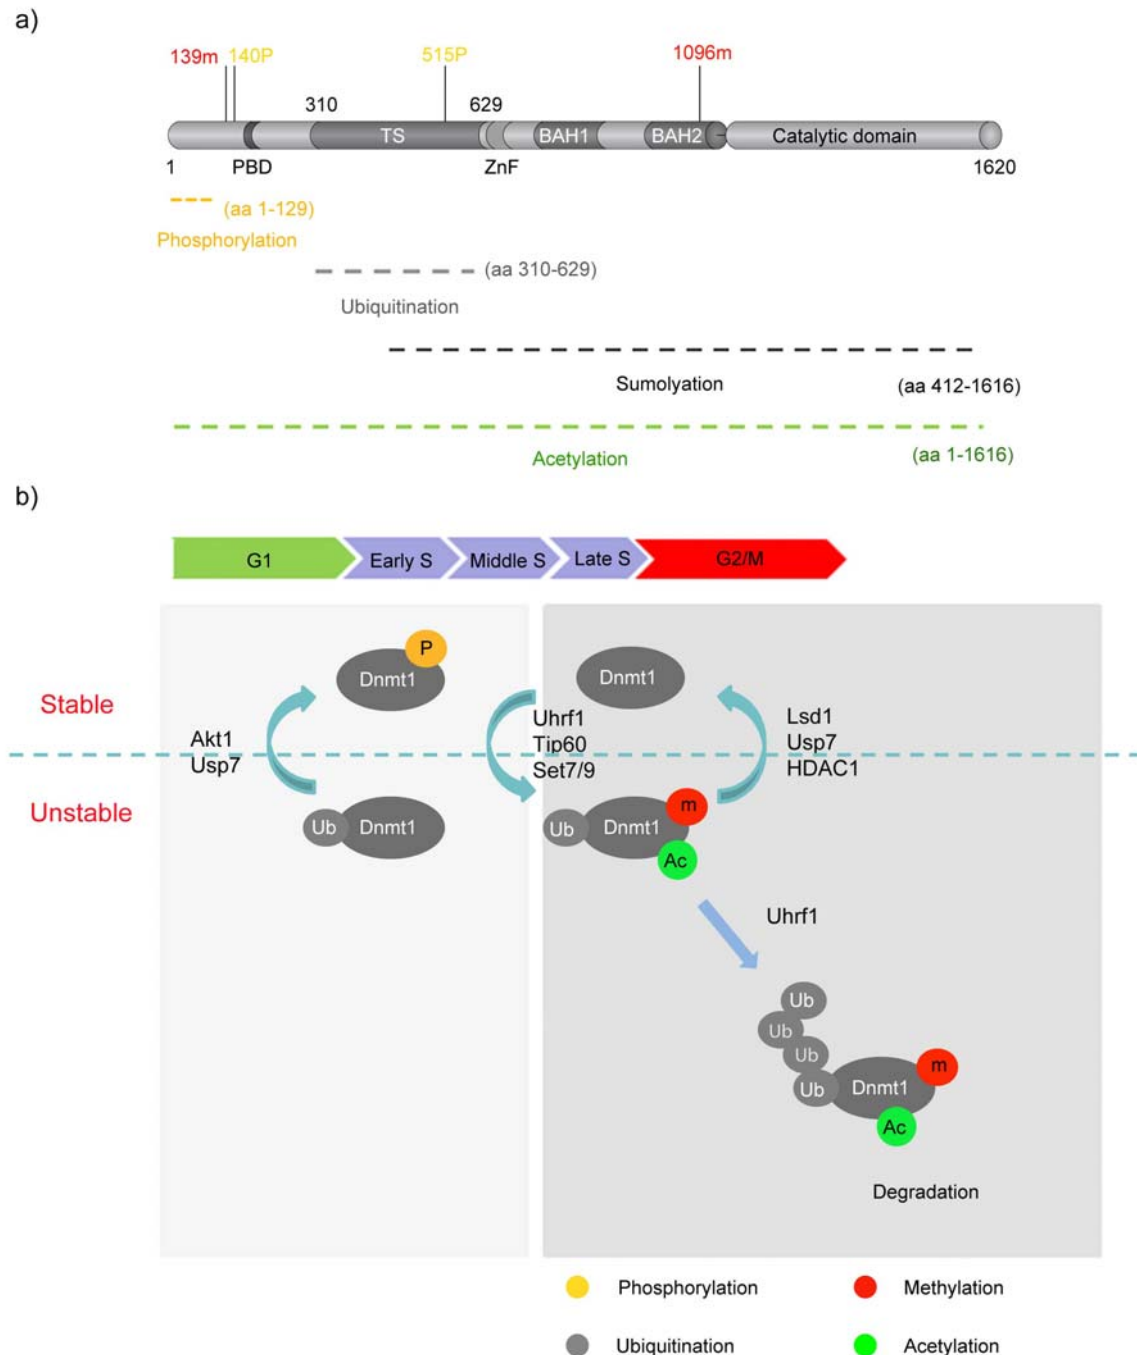 a)
139m 140P 515P 1096m
310 629
TS BAH1 BAH2 Catalytic domain
1 PBD ZnF 1620
(aa 1-129)
Phosphorylation
(aa 310-629)
Ubiquitination
Sumolyation (aa 412-1616)
Acetylation (aa 1-1616)
b)
G1 Early S Middle S Late S G2/M
P
Dnmt1 Dnmt1
Stable
Akt1
Usp7
Uhrf1
Tip60
Set7/9
Lsd1
Usp7
HDAC1
Unstable
Ub Dnmt1
Ub Dnmt1 m
Ac
Uhrf1
Ub
Ub
Ub
Ub Dnmt1 m
Ac
Degradation
Phosphorylation Methylation
Ubiquitination Acetylation